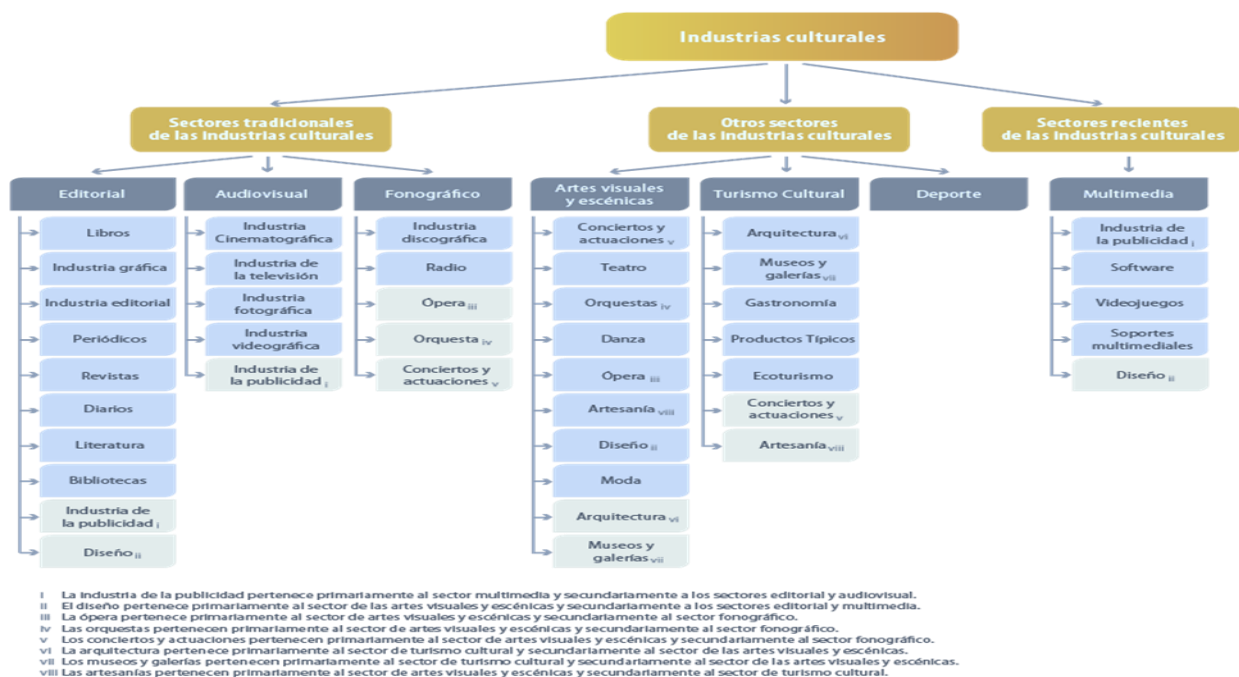 Industrias culturales
Sectores tradicionales
de las industrias culturales
Otros sectores
de las industrias culturales
Sectores recientes
de las industrias culturales
Editorial
Libros
Industria gráfica
Industria editorial
Periódicos
Revistas
Diarios
Literatura
Bibliotecas
Industria de
la publicidad i
Diseño ii
Audiovisual
Industria
Cinematográfica
Industria de
la televisión
Industria
fotográfica
Industria
videográfica
Industria de
la publicidad i
Fonográfico
Industria
discográfica
Radio
Ópera iii
Orquesta iv
Conciertos y
actuaciones v
Artes visuales
y escénicas
Conciertos y
actuaciones v
Teatro
Orquestas iv
Danza
Ópera iii
Artesanía viii
Diseño ii
Moda
Arquitectura vi
Museos y
galerías vii
Turismo Cultural
Arquitectura vi
Museos y
galerías vii
Gastronomía
Productos Típicos
Ecoturismo
Conciertos y
actuaciones v
Artesanía viii
Deporte
Multimedia
Industria de
la publicidad i
Software
Videojuegos
Soportes
multimediales
Diseño ii
i La industria de la publicidad pertenece primariamente al sector multimedia y secundariamente a los sectores editorial y audiovisual.
ii El diseño pertenece primariamente al sector de las artes visuales y escénicas y secundariamente a los sectores editorial y multimedia.
iii La ópera pertenece primariamente al sector de artes visuales y escénicas y secundariamente al sector fonográfico.
iv Las orquestas pertenecen primariamente al sector de artes visuales y escénicas y secundariamente al sector fonográfico.
v Los conciertos y actuaciones pertenecen primariamente al sector de artes visuales y escénicas y secundariamente al sector fonográfico.
vi La arquitectura pertenece primariamente al sector de turismo cultural y secundariamente al sector de las artes visuales y escénicas.
vii Los museos y galerías pertenecen primariamente al sector de turismo cultural y secundariamente al sector de las artes visuales y escénicas.
viii Las artesanías pertenecen primariamente al sector de artes visuales y escénicas y secundariamente al sector de turismo cultural.